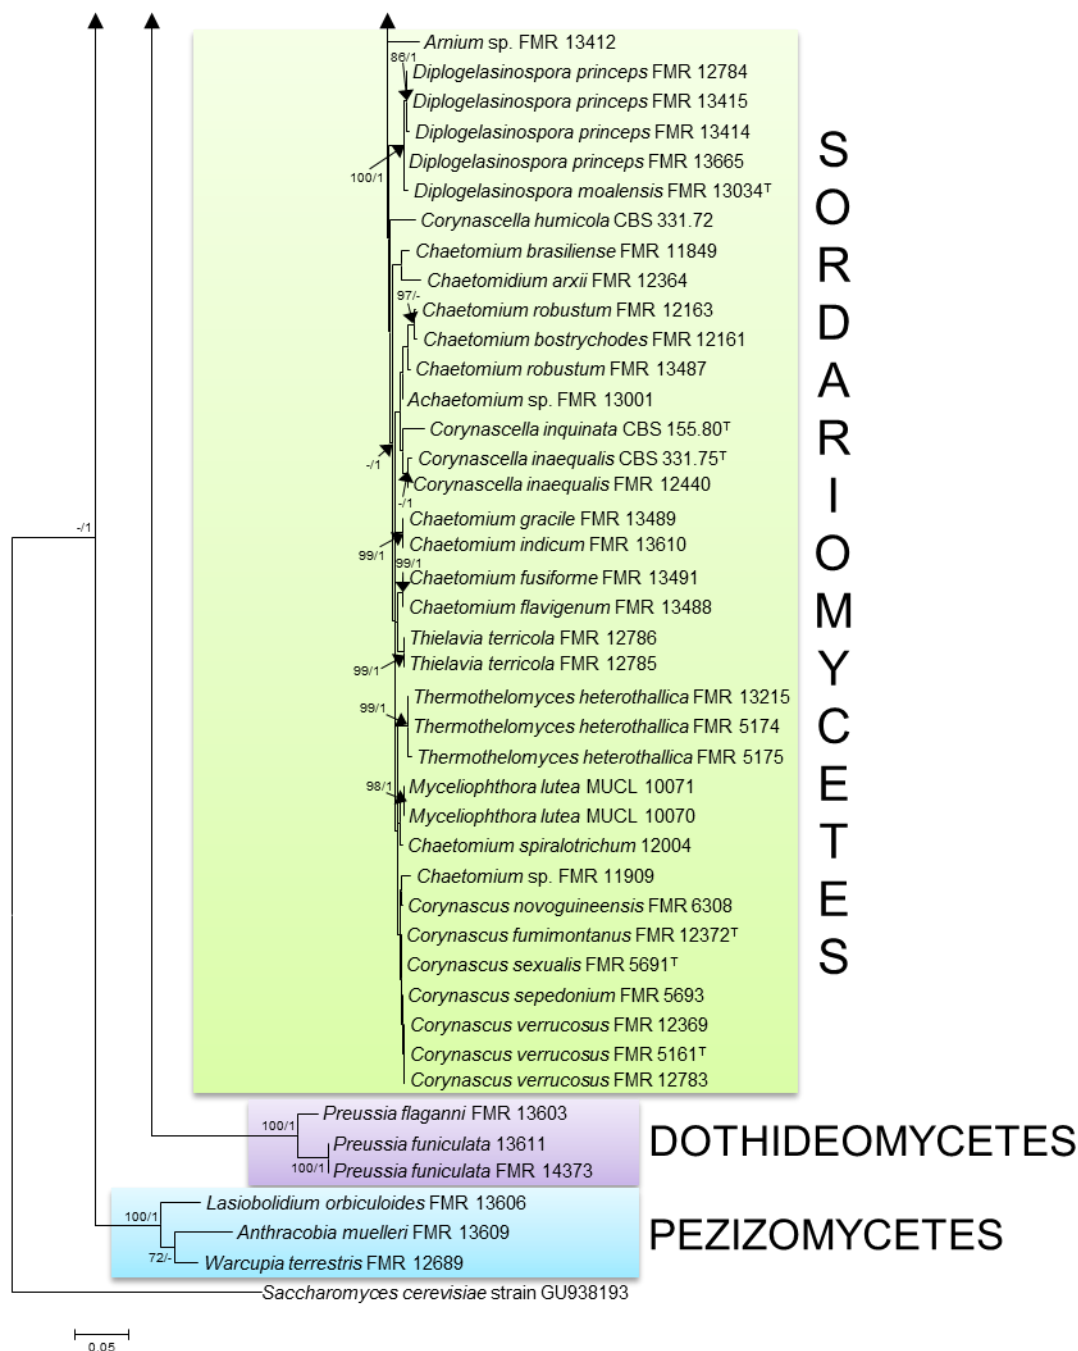 Arnium sp. FMR 13412
86/1
Diplogelasinospora princeps FMR 12784
Diplogelasinospora princeps FMR 13415
Diplogelasinospora princeps FMR 13414
Diplogelasinospora princeps FMR 13665
100/1
Diplogelasinospora moalensis FMR 13034ᵀ
Corynascella humicola CBS 331.72
Chaetomium brasiliense FMR 11849
Chaetomidium arxii FMR 12364
97/-
Chaetomium robustum FMR 12163
Chaetomium bostrychodes FMR 12161
Chaetomium robustum FMR 13487
Achaetomium sp. FMR 13001
Corynascella inquinata CBS 155.80ᵀ
Corynascella inaequalis CBS 331.75ᵀ
-/1
Corynascella inaequalis FMR 12440
-/1
Chaetomium gracile FMR 13489
-/1
Chaetomium indicum FMR 13610
99/1
99/1
Chaetomium fusiforme FMR 13491
Chaetomium flavigenum FMR 13488
Thielavia terricola FMR 12786
Thielavia terricola FMR 12785
99/1
Thermothelomyces heterothallica FMR 13215
99/1
Thermothelomyces heterothallica FMR 5174
Thermothelomyces heterothallica FMR 5175
98/1
Myceliophthora lutea MUCL 10071
Myceliophthora lutea MUCL 10070
Chaetomium spiralotrichum 12004
Chaetomium sp. FMR 11909
Corynascus novoguineensis FMR 6308
Corynascus fumimontanus FMR 12372ᵀ
Corynascus sexualis FMR 5691ᵀ
Corynascus sepedonium FMR 5693
Corynascus verrucosus FMR 12369
Corynascus verrucosus FMR 5161ᵀ
Corynascus verrucosus FMR 12783
SORDARIOMYCETES
Preussia flaganni FMR 13603
100/1
Preussia funiculata 13611
100/1
Preussia funiculata FMR 14373
DOTHIDEOMYCETES
Lasiobolidium orbiculoides FMR 13606
100/1
Anthracobia muelleri FMR 13609
72/-
Warcupia terrestris FMR 12689
PEZIZOMYCETES
Saccharomyces cerevisiae strain GU938193
0.05